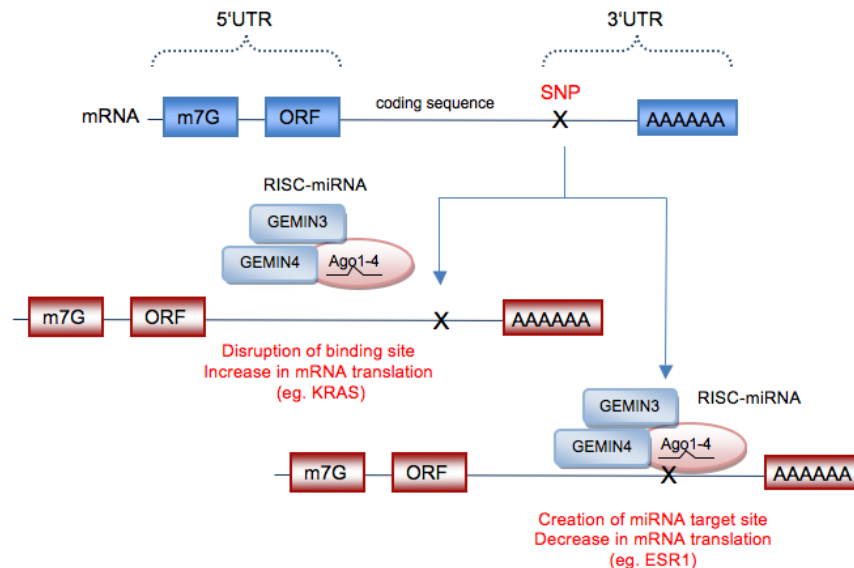 5'UTR 3'UTR
SNP
mRNA m7G ORF coding sequence X AAAAAA
RISC-miRNA
GEMIN3
GEMIN4 Ago1-4
m7G ORF X AAAAAA
Disruption of binding site
Increase in mRNA translation
(eg. KRAS)
GEMIN3 RISC-miRNA
GEMIN4 Ago1-4
m7G ORF X AAAAAA
Creation of miRNA target site
Decrease in mRNA translation
(eg. ESR1)